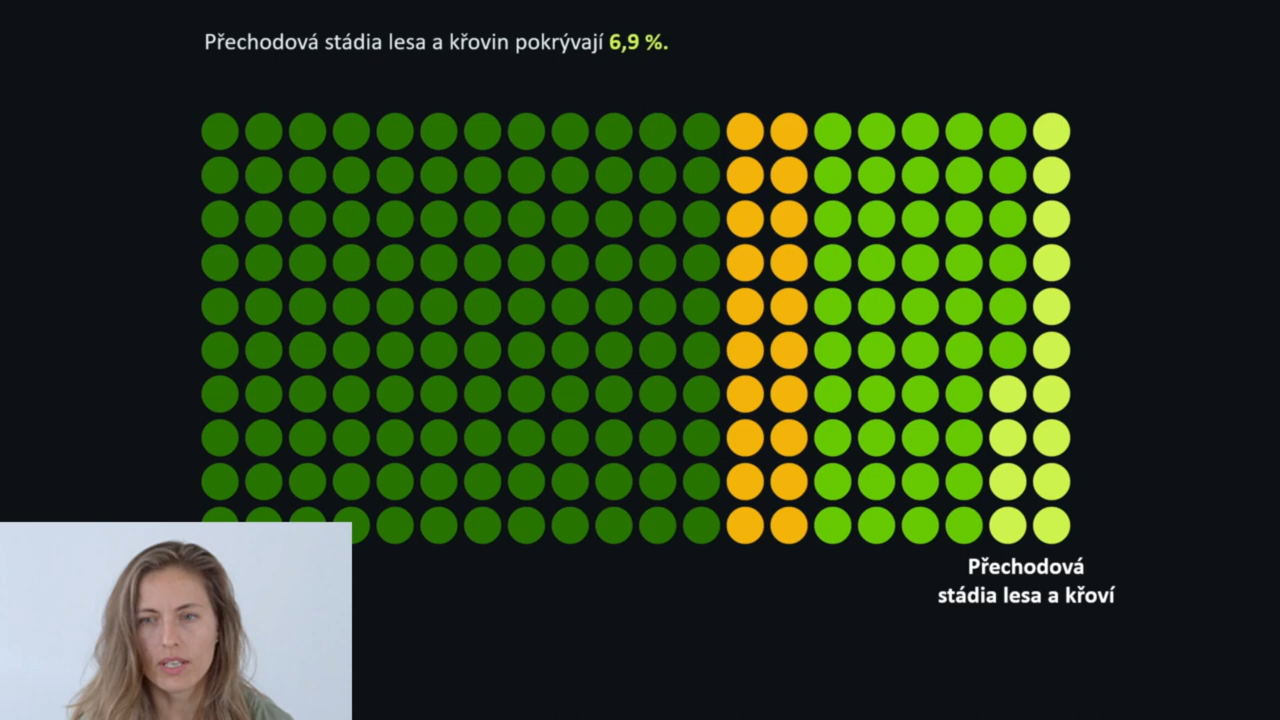 Přechodová stádia lesa a křovin pokrývají 6,9 %.
Přechodová
stádia lesa a křoví